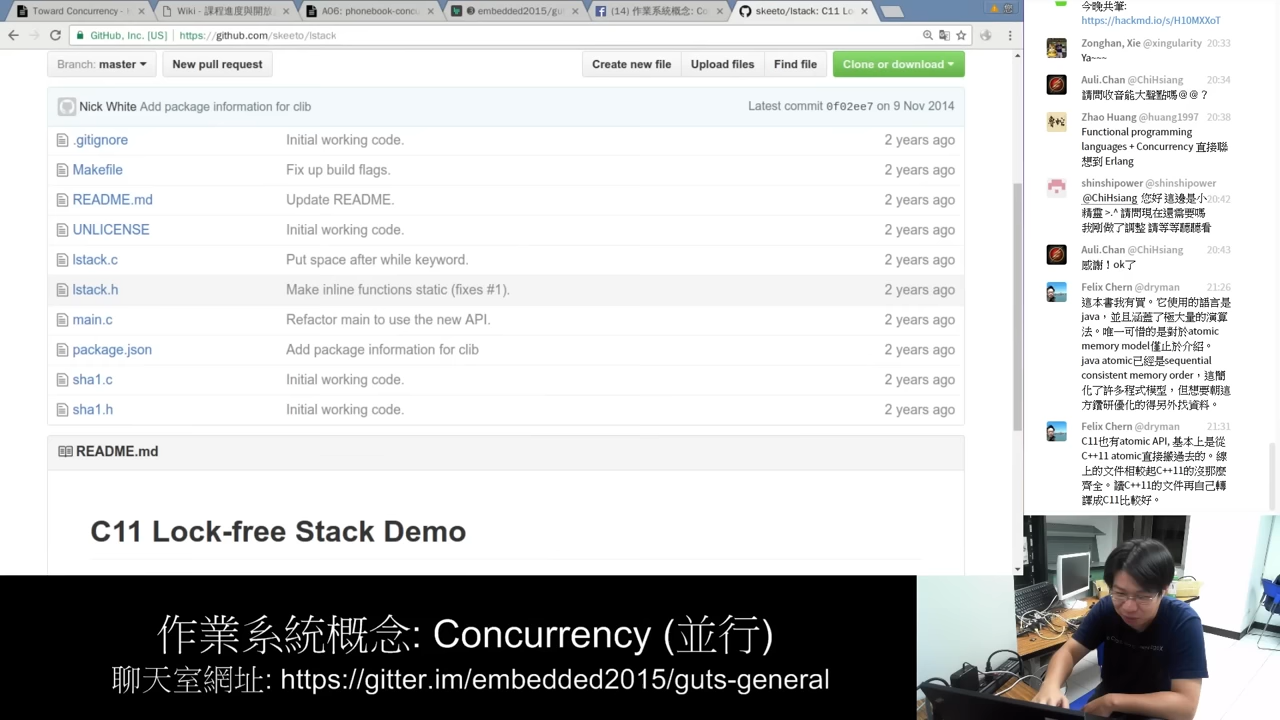 Toward Concurrency -
Wiki - 課程進度與開放
A06: phonebook-concu
embedded2015/gu
(14) 作業系統概念: Co
skeeto/lstack: C11 Lo
GitHub, Inc. [US]
https://github.com/skeeto/lstack
Branch: master
New pull request
Create new file
Upload files
Find file
Clone or download
Nick White Add package information for clib
Latest commit 0f02ee7 on 9 Nov 2014
.gitignore Initial working code. 2 years ago
Makefile Fix up build flags. 2 years ago
README.md Update README. 2 years ago
UNLICENSE Initial working code. 2 years ago
lstack.c Put space after while keyword. 2 years ago
lstack.h Make inline functions static (fixes #1). 2 years ago
main.c Refactor main to use the new API. 2 years ago
package.json Add package information for clib 2 years ago
sha1.c Initial working code. 2 years ago
sha1.h Initial working code. 2 years ago
README.md
C11 Lock-free Stack Demo
今晚共筆:
https://hackmd.io/s/H10MXXoT
Zonghan, Xie @xingularity 20:33
Ya~~~
Auli.Chan @ChiHsiang 20:34
請問收音能大聲點嗎@@？
Zhao Huang @huang1997 20:38
Functional programming
languages + Concurrency 直接聯
想到 Erlang
shinshipower @shinshipower
@ChiHsiang 您好 這邊是小 20:42
精靈 >.^ 請問現在還需要嗎
我剛做了調整 請等等聽聽看
Auli.Chan @ChiHsiang 20:43
感謝！ok了
Felix Chern @dryman 21:26
這本書我有買。它使用的語言是
java，並且涵蓋了極大量的演算
法。唯一可惜的是對於atomic
memory model僅止於介紹。
java atomic已經是sequential
consistent memory order，這簡
化了許多程式模型，但想要朝這
方鑽研優化的得另外找資料。
Felix Chern @dryman 21:31
C11也有atomic API, 基本上是從
C++11 atomic直接搬過去的。線
上的文件相較起C++11的沒那麼
齊全。讀C++11的文件再自己轉
譯成C11比較好。
作業系統概念: Concurrency (並行)
聊天室網址: https://gitter.im/embedded2015/guts-general